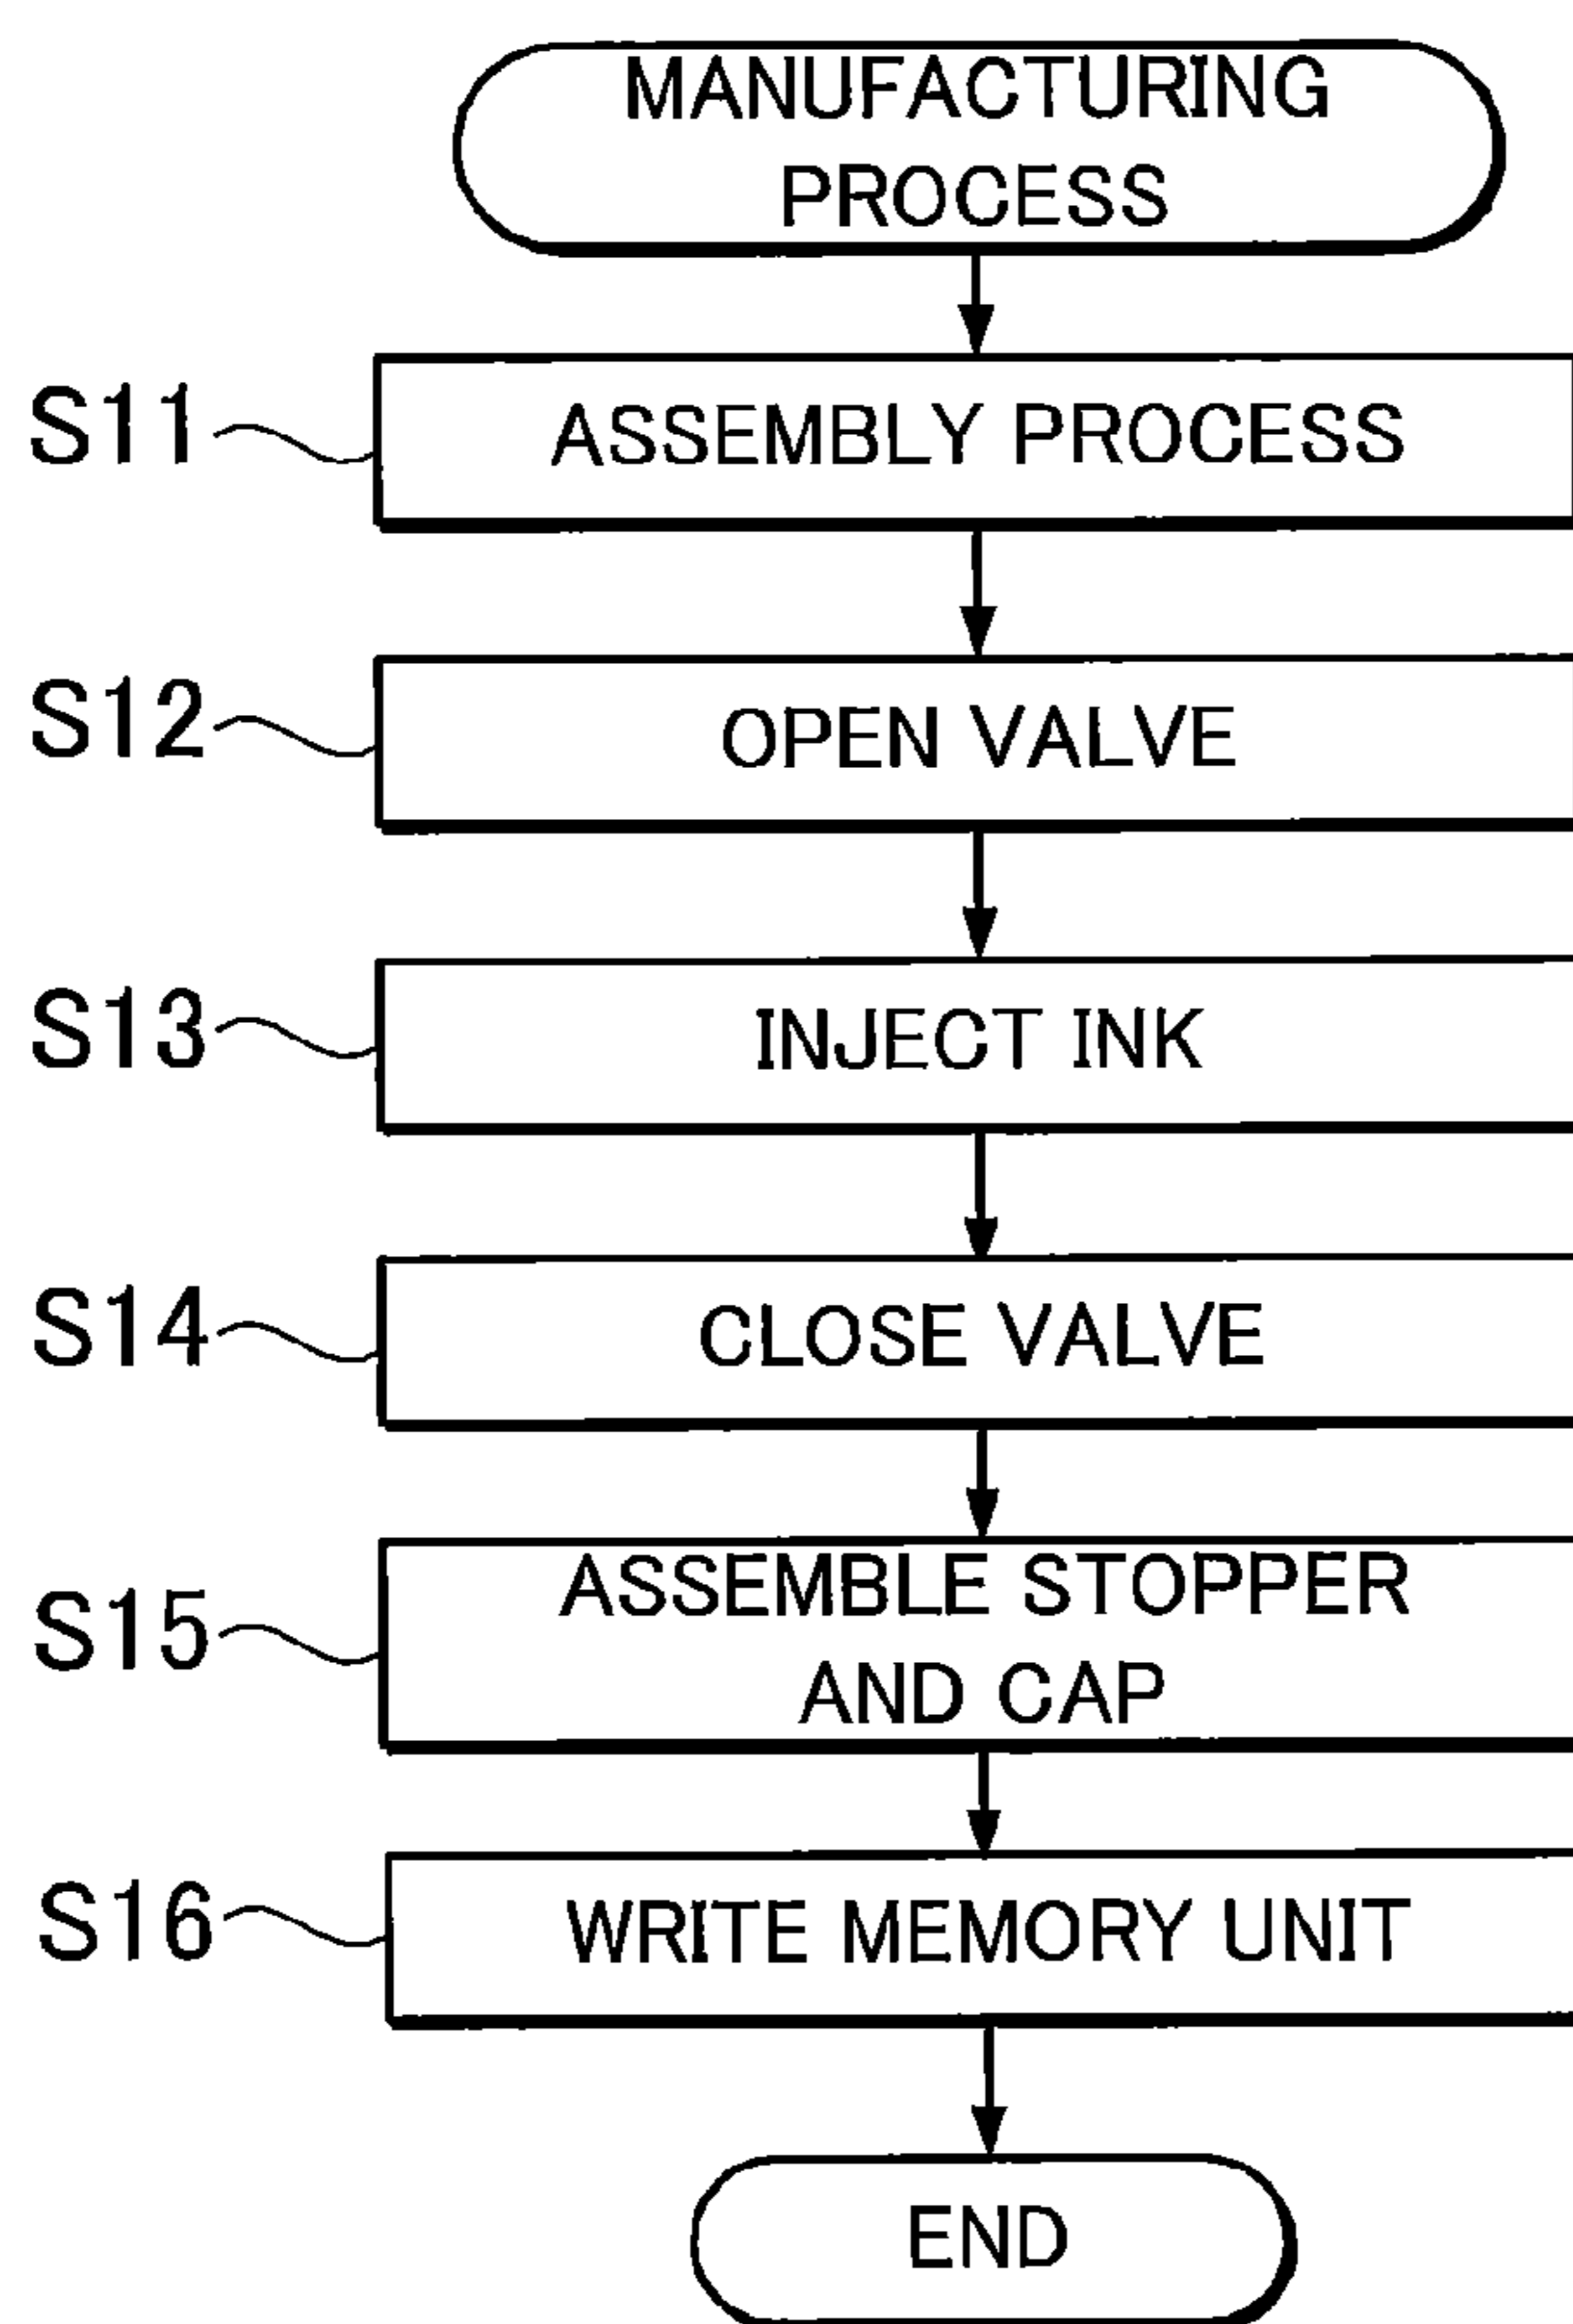 MANUFACTURING
PROCESS
S11 ASSEMBLY PROCESS
S12 OPEN VALVE
S13 INJECT INK
S14 CLOSE VALVE
S15 ASSEMBLE STOPPER
AND CAP
S16 WRITE MEMORY UNIT
END